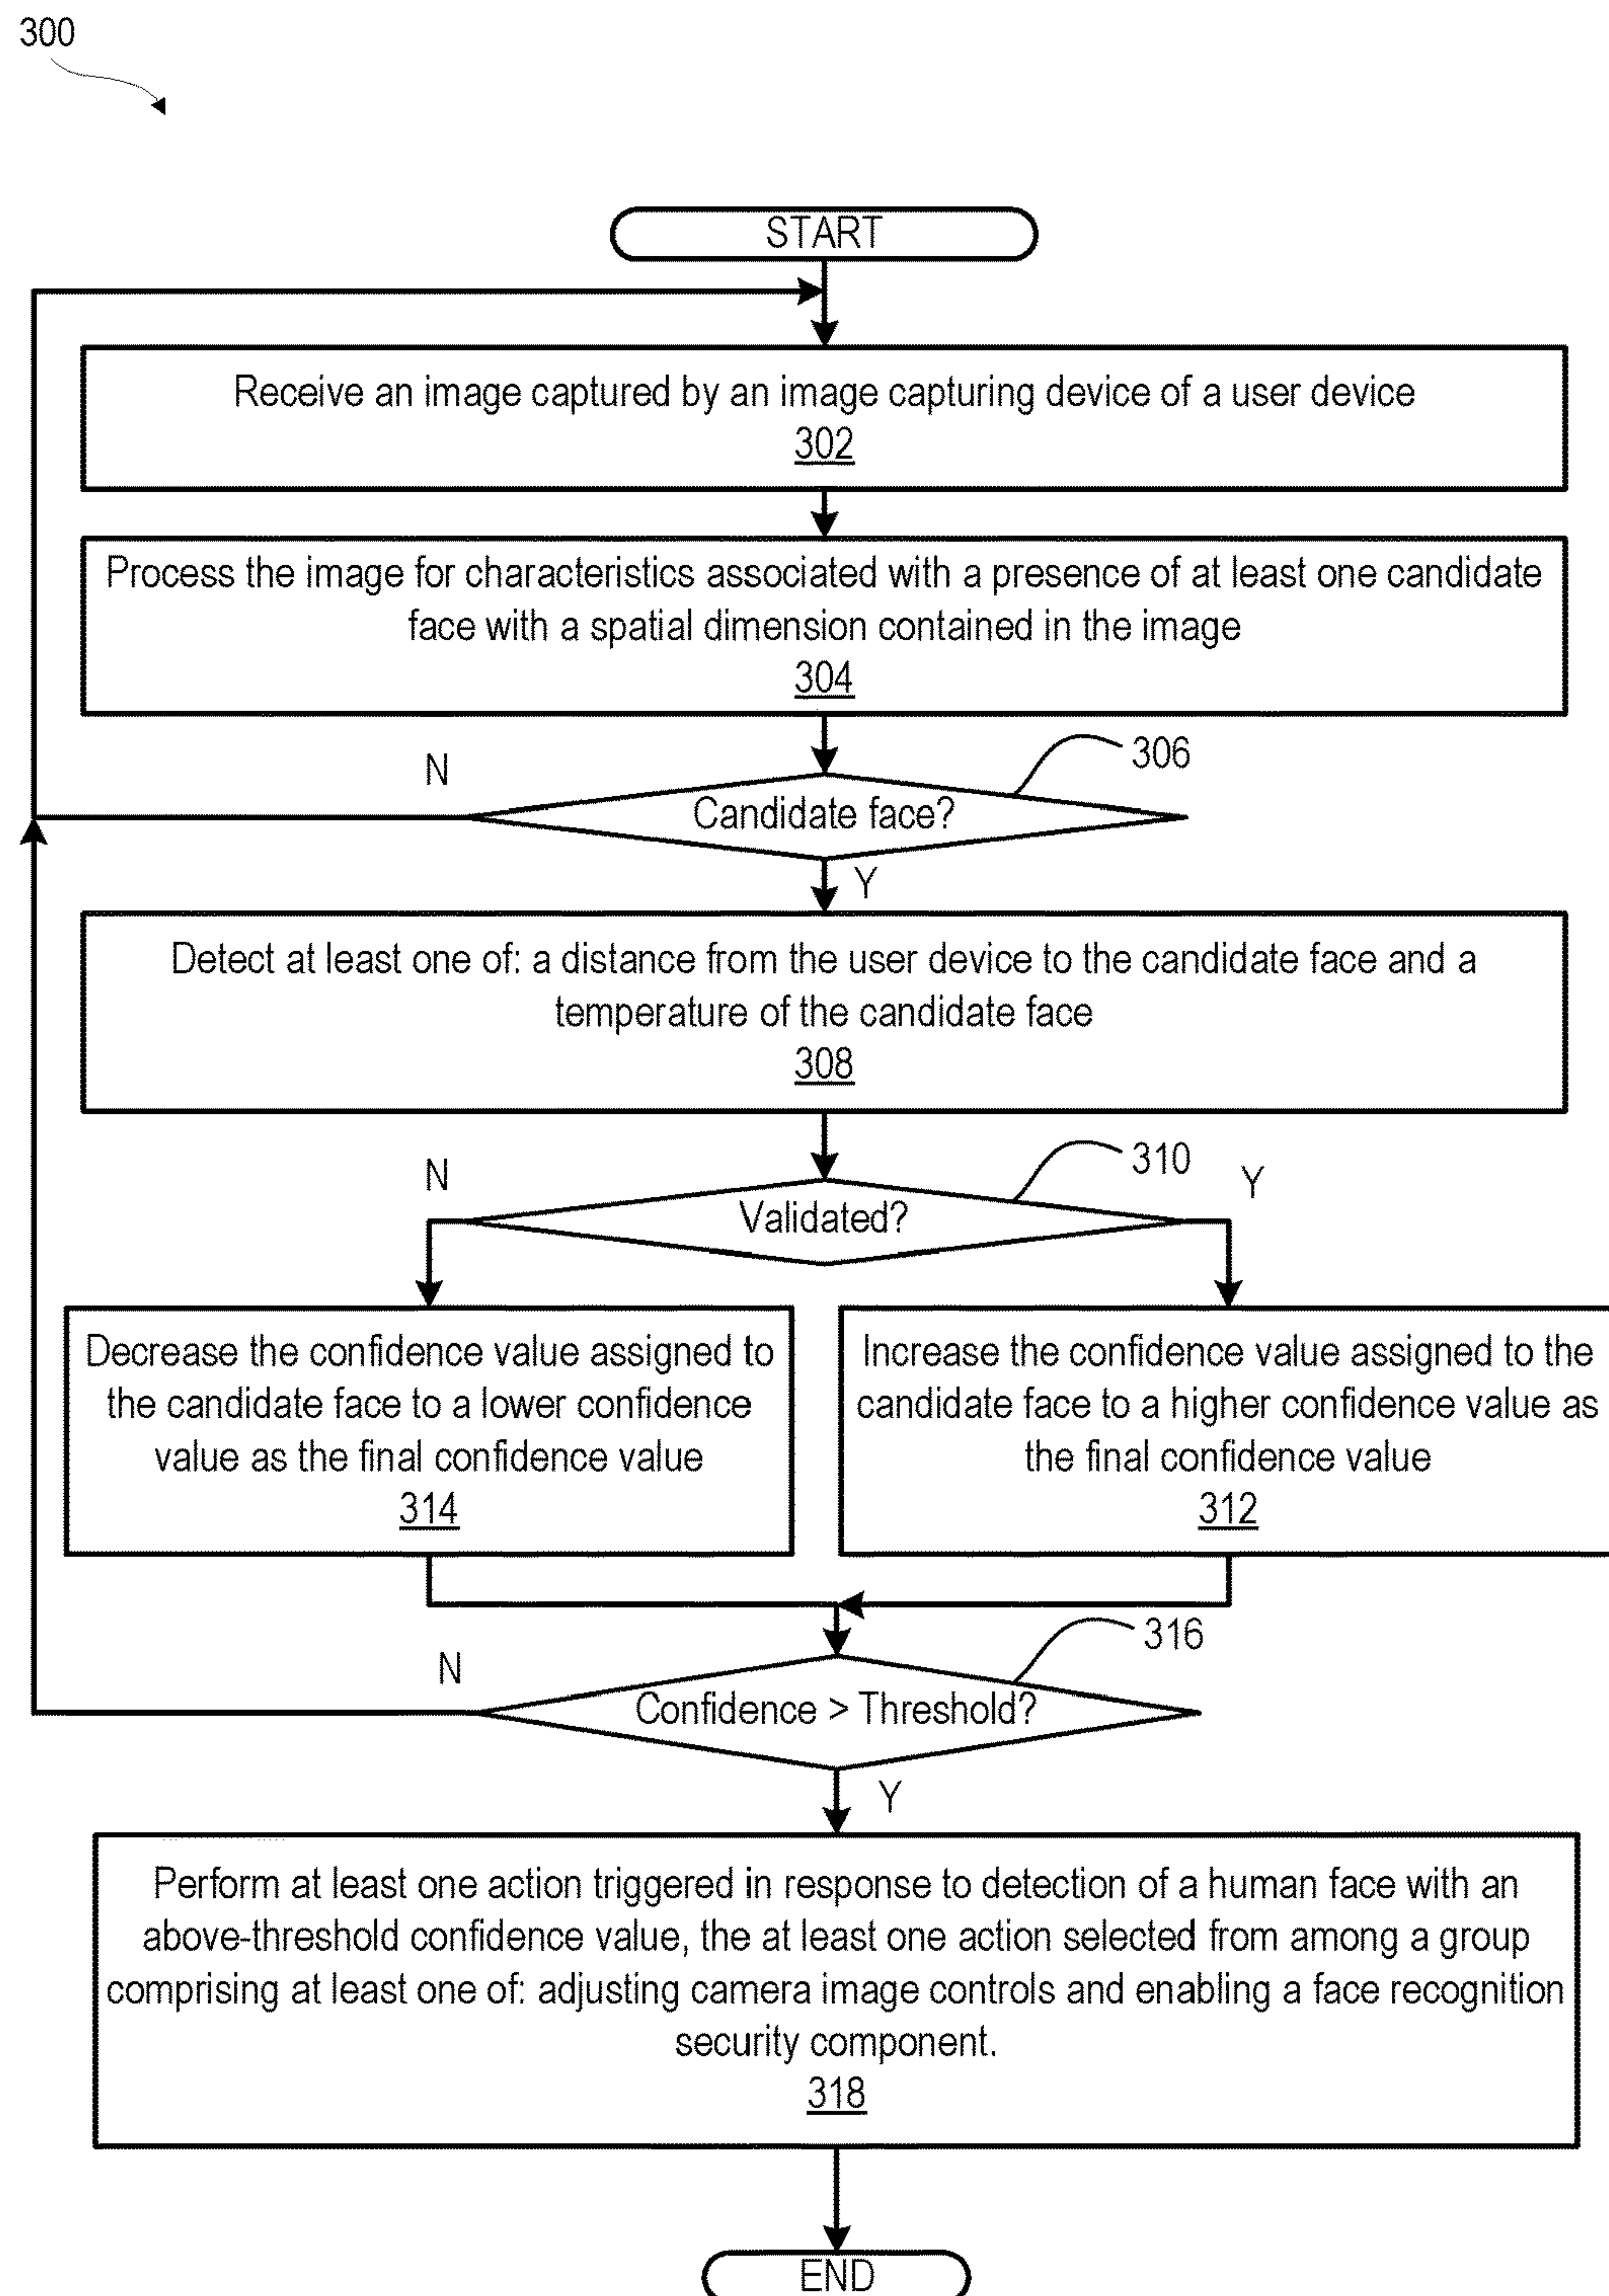 300
START
Receive an image captured by an image capturing device of a user device
302
Process the image for characteristics associated with a presence of at least one candidate
face with a spatial dimension contained in the image
304
N
306
Candidate face?
Y
Detect at least one of: a distance from the user device to the candidate face and a
temperature of the candidate face
308
N
310
Y
Validated?
Decrease the confidence value assigned to
the candidate face to a lower confidence
value as the final confidence value
314
Increase the confidence value assigned to the
candidate face to a higher confidence value as
the final confidence value
312
316
N
Confidence > Threshold?
Y
Perform at least one action triggered in response to detection of a human face with an
above-threshold confidence value, the at least one action selected from among a group
comprising at least one of: adjusting camera image controls and enabling a face recognition
security component.
318
END